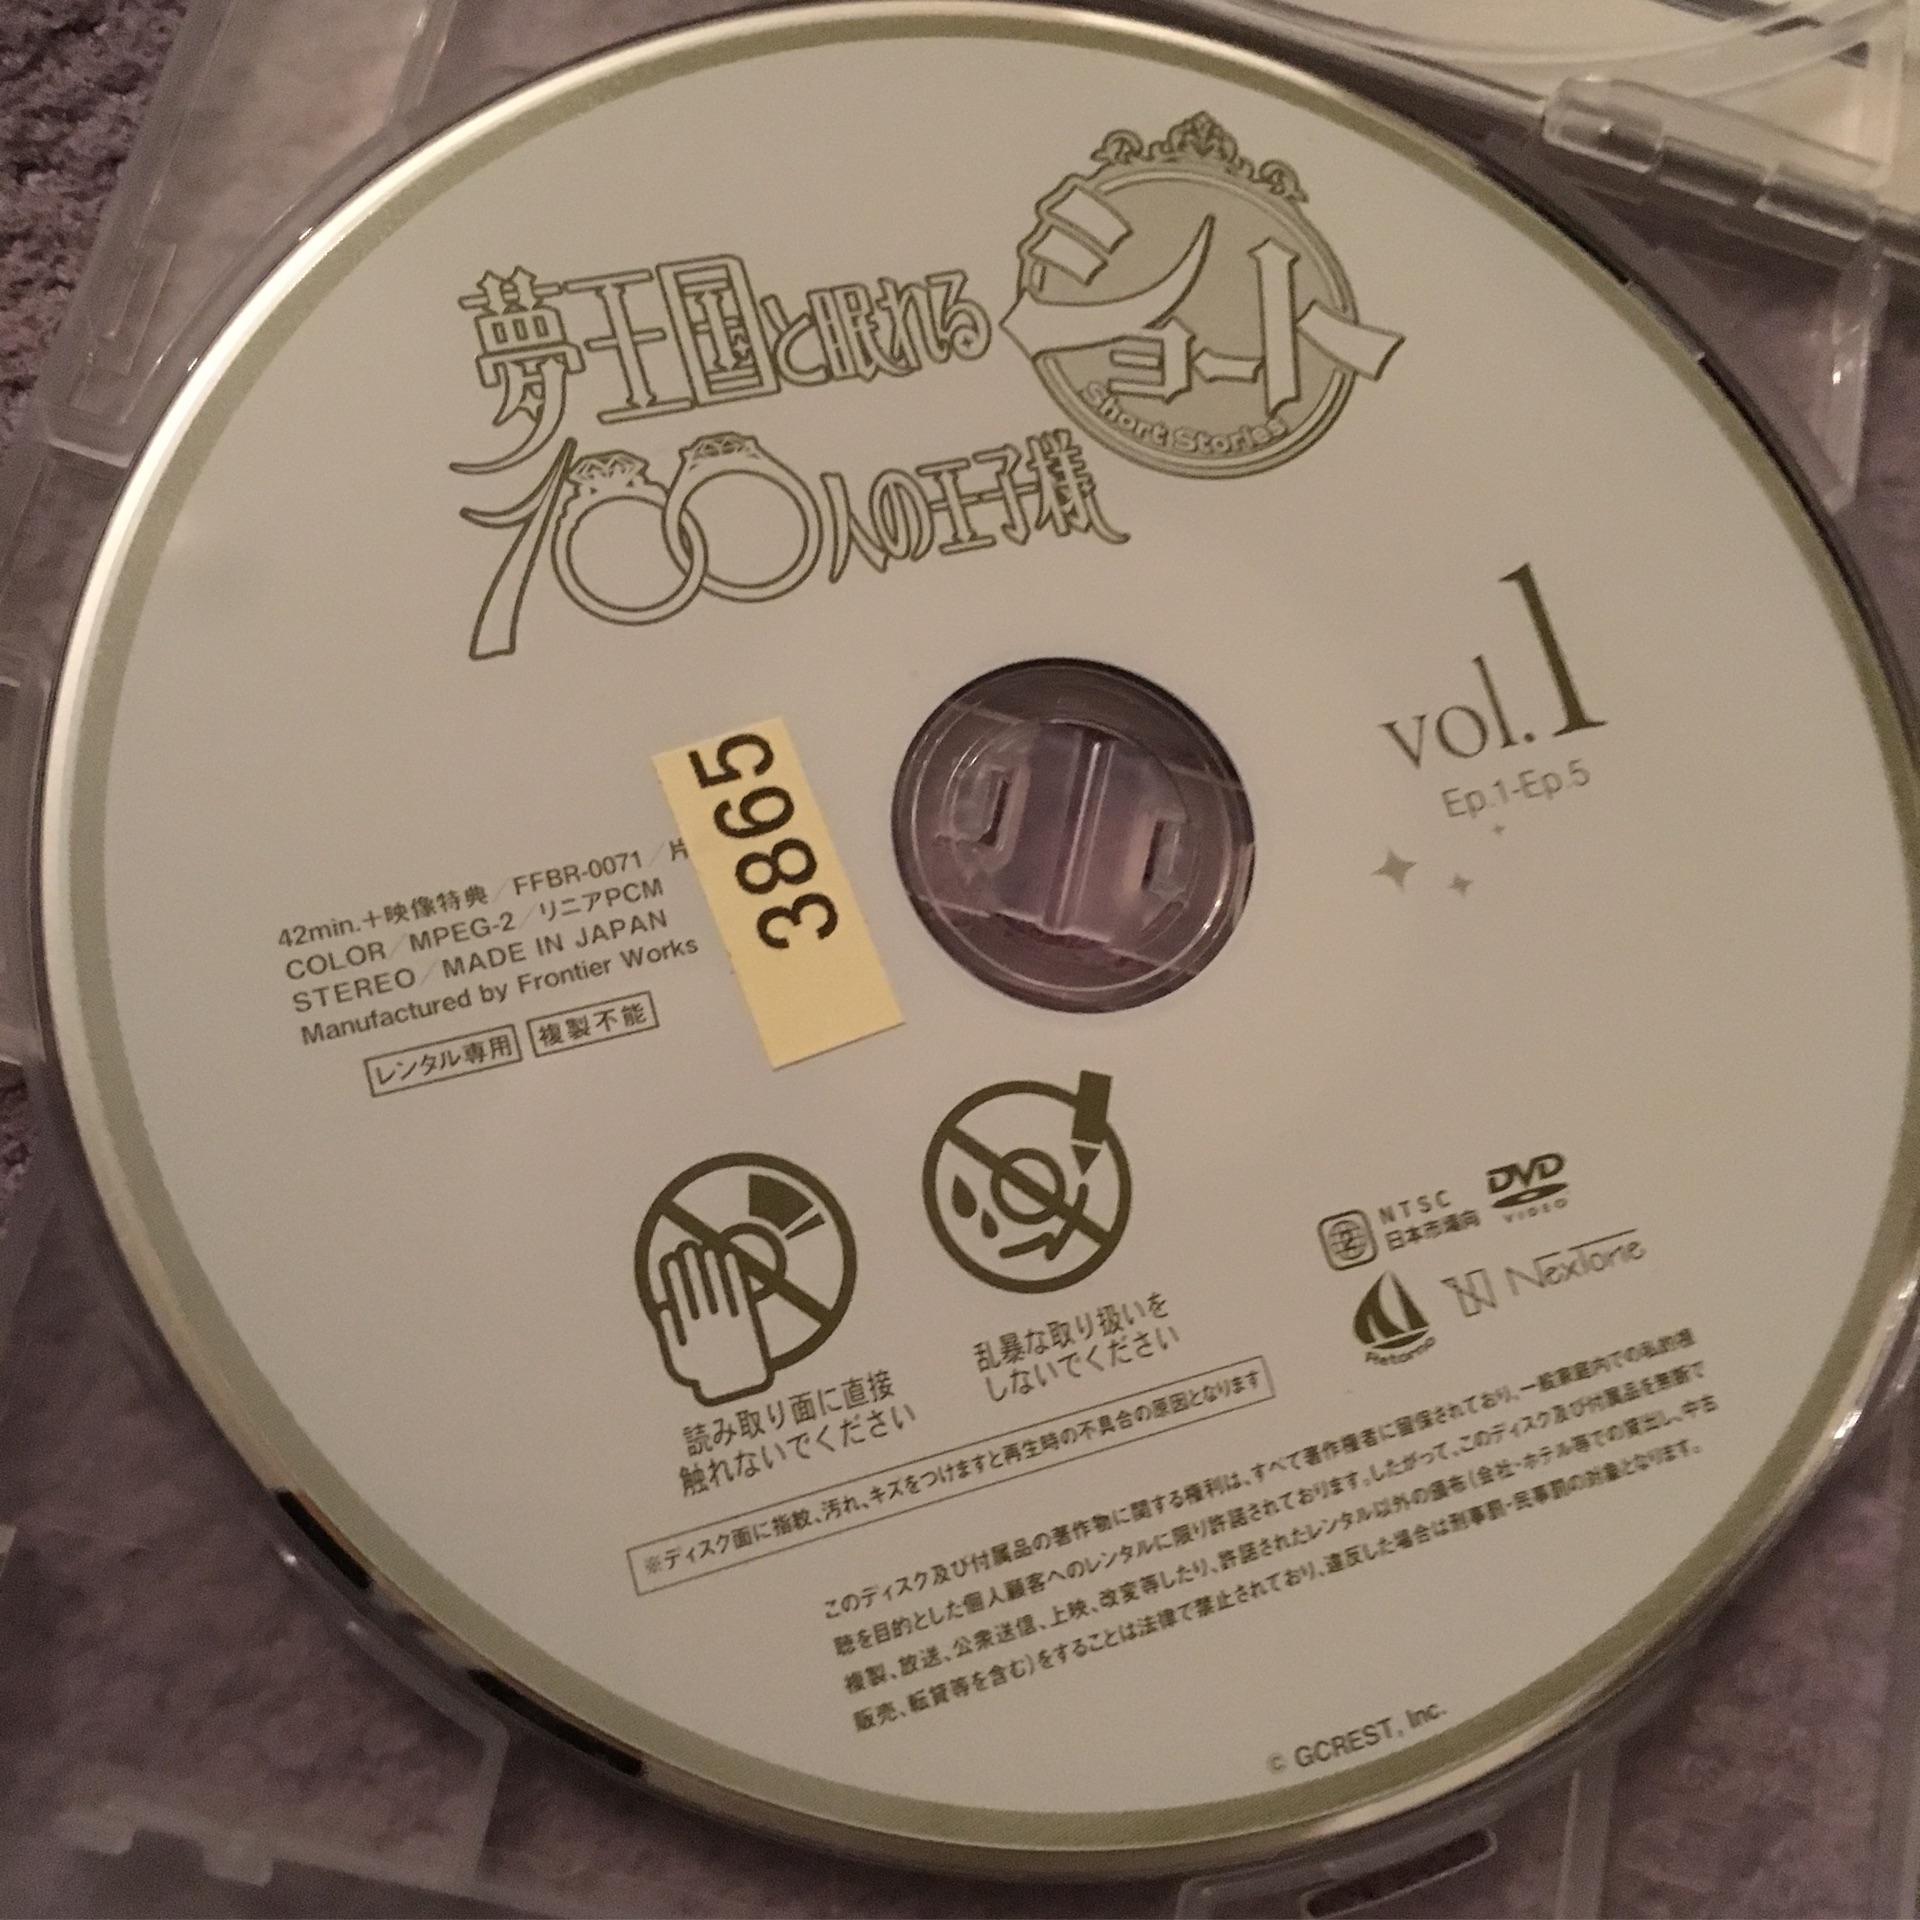 夢王国と眠れる
100人の王子様
ショート
Short Stories
vol.1
Ep.1-Ep.5
3865
42min.＋映像特典／FFBR-0071／片
COLOR／MPEG-2／リニアPCM
STEREO／MADE IN JAPAN
Manufactured by Frontier Works
レンタル専用 複製不能
読み取り面に直接
触れないでください
乱暴な取り扱いを
しないでください
※ディスク面に指紋、汚れ、キズをつけますと再生時の不具合の原因となります
2 NTSC
日本市場向
DVD
VIDEO
NexTone
このディスク及び付属品の著作物に関する権利は、すべて著作権者に留保されており、一般家庭内での私的視
聴を目的とした個人顧客へのレンタルに限り許諾されております。したがって、このディスク及び付属品を無断で
複製、放送、公衆送信、上映、改変等したり、許諾されたレンタル以外の頒布（会社・ホテル等での貸出し、中古
販売、転貸等を含む）をすることは法律で禁止されており、違反した場合は刑事罰・民事罰の対象となります。
© GCREST, Inc.